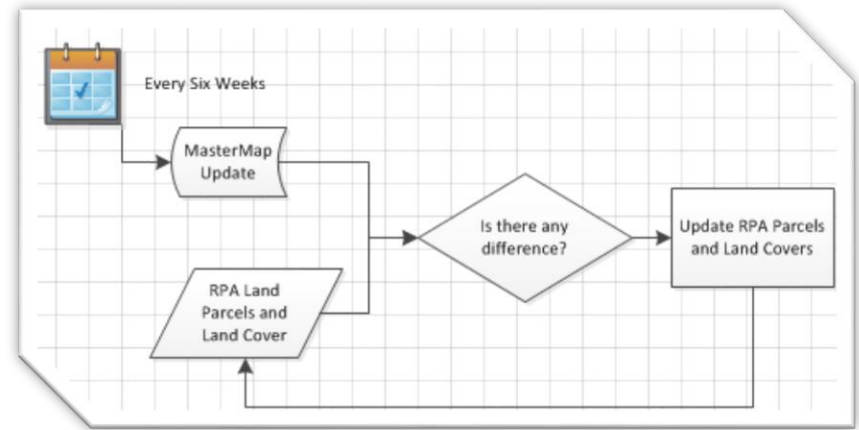 Every Six Weeks
MasterMap
Update
Is there any
difference?
Update RPA Parcels
and Land Covers
RPA Land
Parcels and
Land Cover